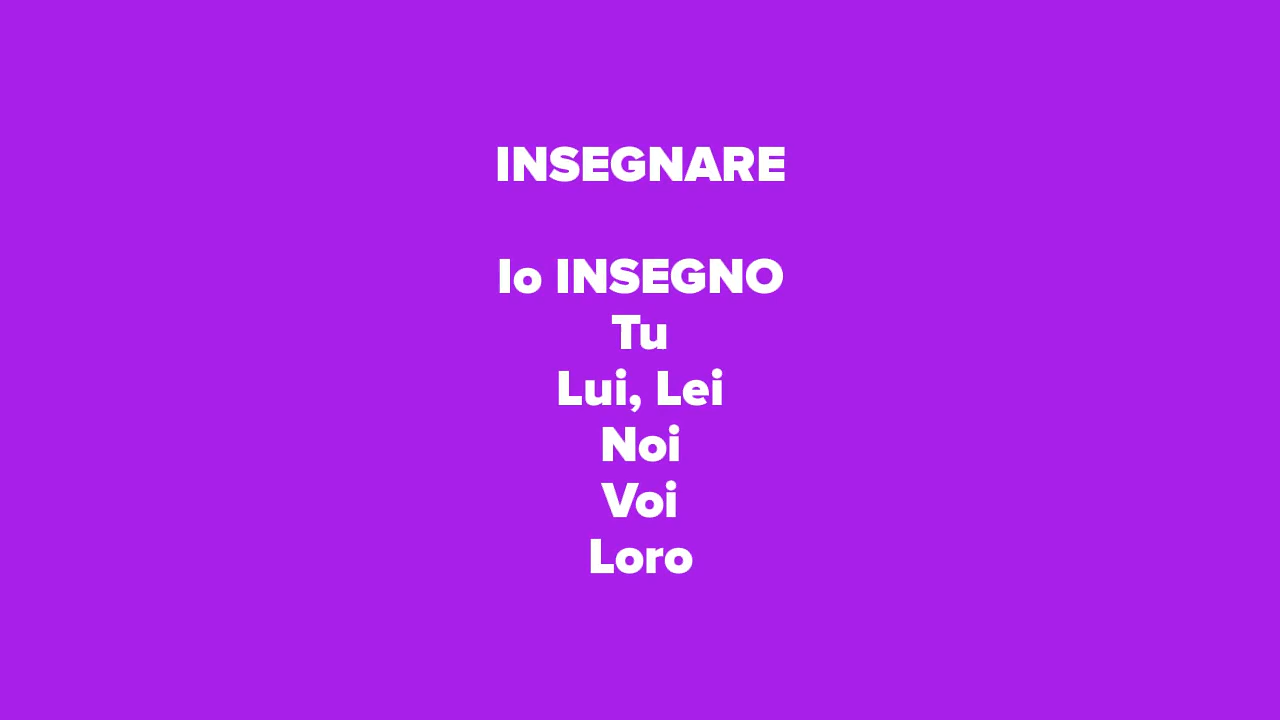 INSEGNARE
Io INSEGNO
Tu
Lui, Lei
Noi
Voi
Loro